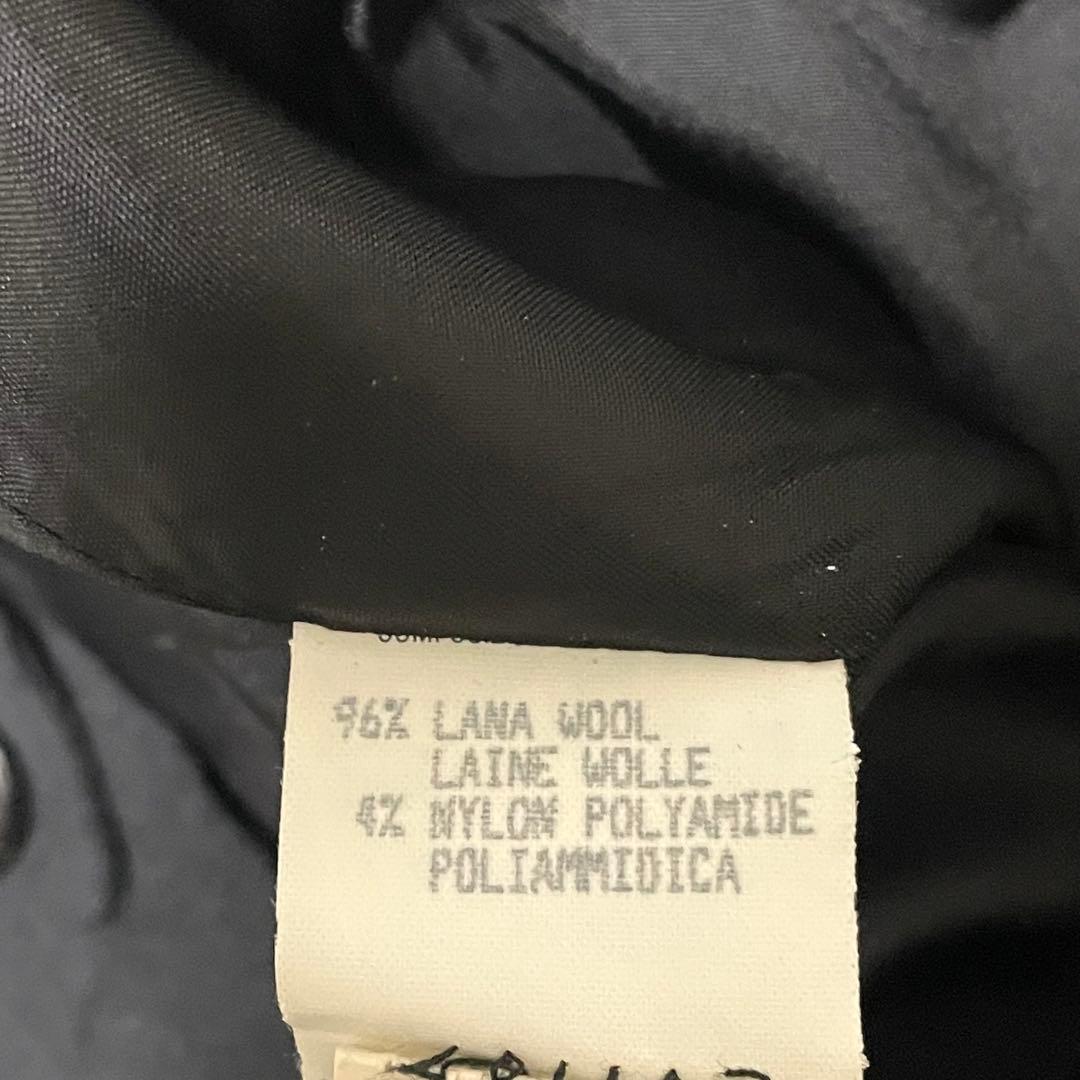 96% LANA WOOL
LAINE WOLLE
4% NYLON POLYAMIDE
POLIAMMIDICA